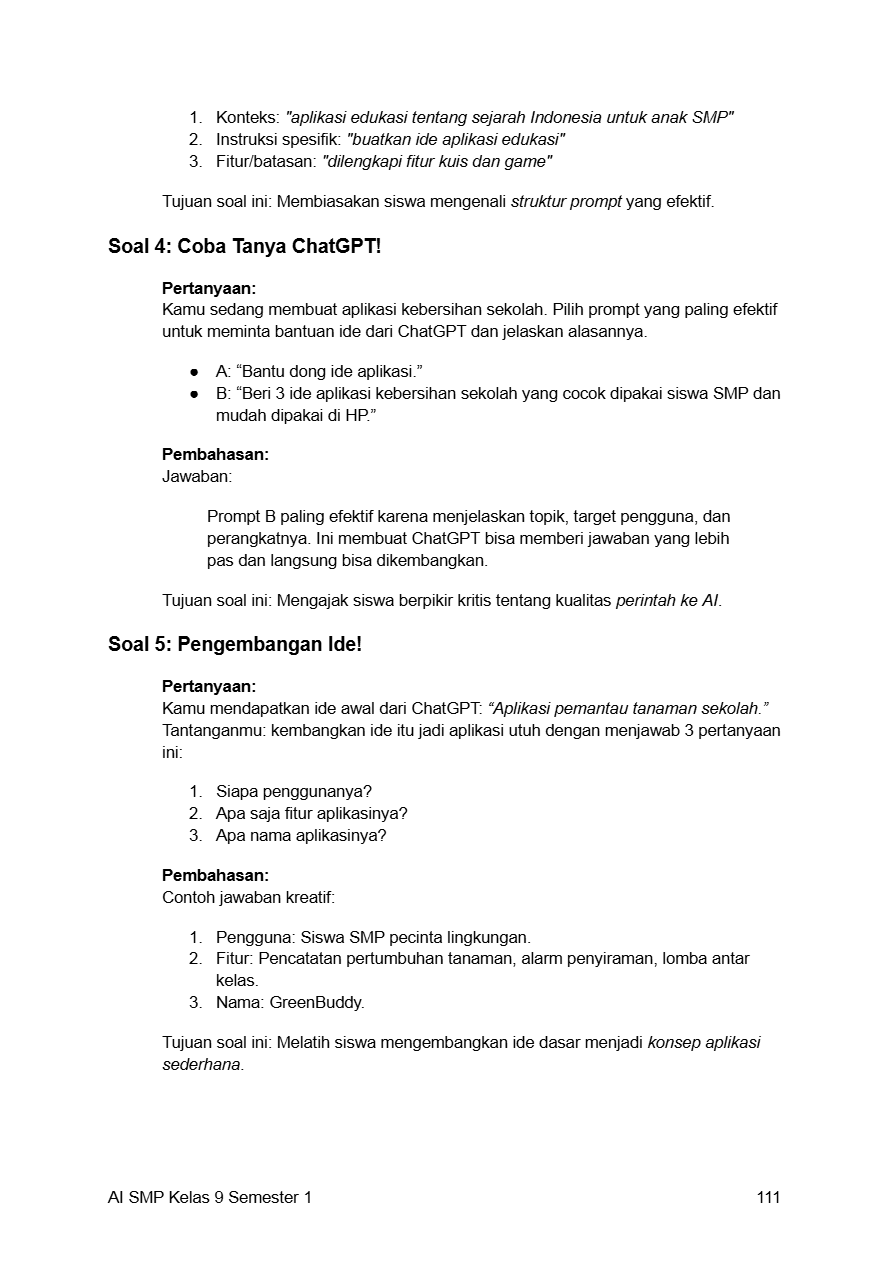 1. Konteks: "aplikasi edukasi tentang sejarah Indonesia untuk anak SMP"
2. Instruksi spesifik: "buatkan ide aplikasi edukasi"
3. Fitur/batasan: "dilengkapi fitur kuis dan game"
Tujuan soal ini: Membiasakan siswa mengenali struktur prompt yang efektif.
Soal 4: Coba Tanya ChatGPT!
Pertanyaan:
Kamu sedang membuat aplikasi kebersihan sekolah. Pilih prompt yang paling efektif
untuk meminta bantuan ide dari ChatGPT dan jelaskan alasannya.
● A: “Bantu dong ide aplikasi.”
● B: “Beri 3 ide aplikasi kebersihan sekolah yang cocok dipakai siswa SMP dan
mudah dipakai di HP.”
Pembahasan:
Jawaban:
Prompt B paling efektif karena menjelaskan topik, target pengguna, dan
perangkatnya. Ini membuat ChatGPT bisa memberi jawaban yang lebih
pas dan langsung bisa dikembangkan.
Tujuan soal ini: Mengajak siswa berpikir kritis tentang kualitas perintah ke AI.
Soal 5: Pengembangan Ide!
Pertanyaan:
Kamu mendapatkan ide awal dari ChatGPT: “Aplikasi pemantau tanaman sekolah.”
Tantanganmu: kembangkan ide itu jadi aplikasi utuh dengan menjawab 3 pertanyaan
ini:
1. Siapa penggunanya?
2. Apa saja fitur aplikasinya?
3. Apa nama aplikasinya?
Pembahasan:
Contoh jawaban kreatif:
1. Pengguna: Siswa SMP pecinta lingkungan.
2. Fitur: Pencatatan pertumbuhan tanaman, alarm penyiraman, lomba antar
kelas.
3. Nama: GreenBuddy.
Tujuan soal ini: Melatih siswa mengembangkan ide dasar menjadi konsep aplikasi
sederhana.
AI SMP Kelas 9 Semester 1 111